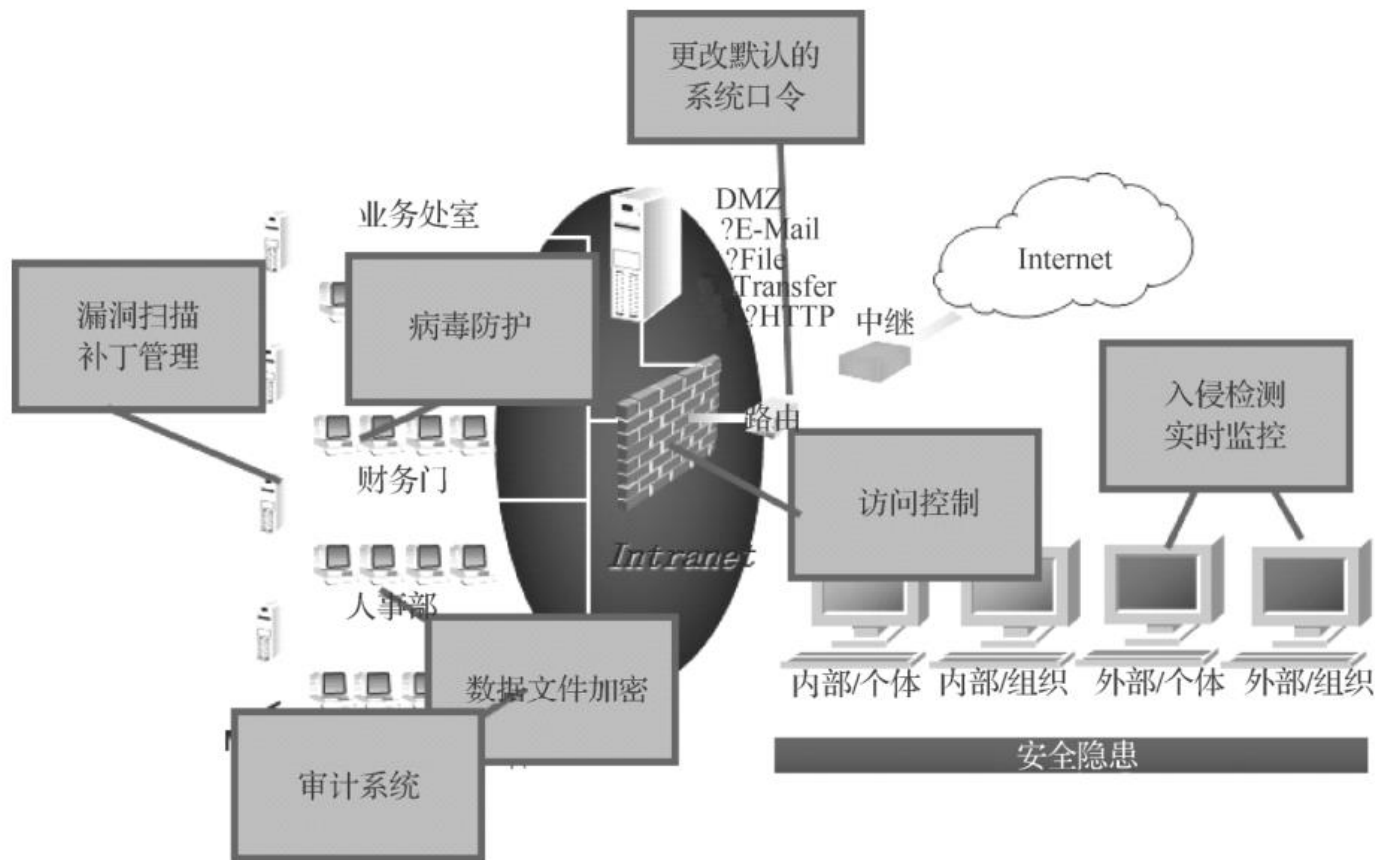 更改默认的
系统口令
业务处室
DMZ
?E-Mail
?File
Transfer
?HTTP
Internet
中继
漏洞扫描
补丁管理
病毒防护
入侵检测
实时监控
路由
财务门
访问控制
Intranet
人事部
数据文件加密
内部/个体
内部/组织
外部/个体
外部/组织
安全隐患
审计系统